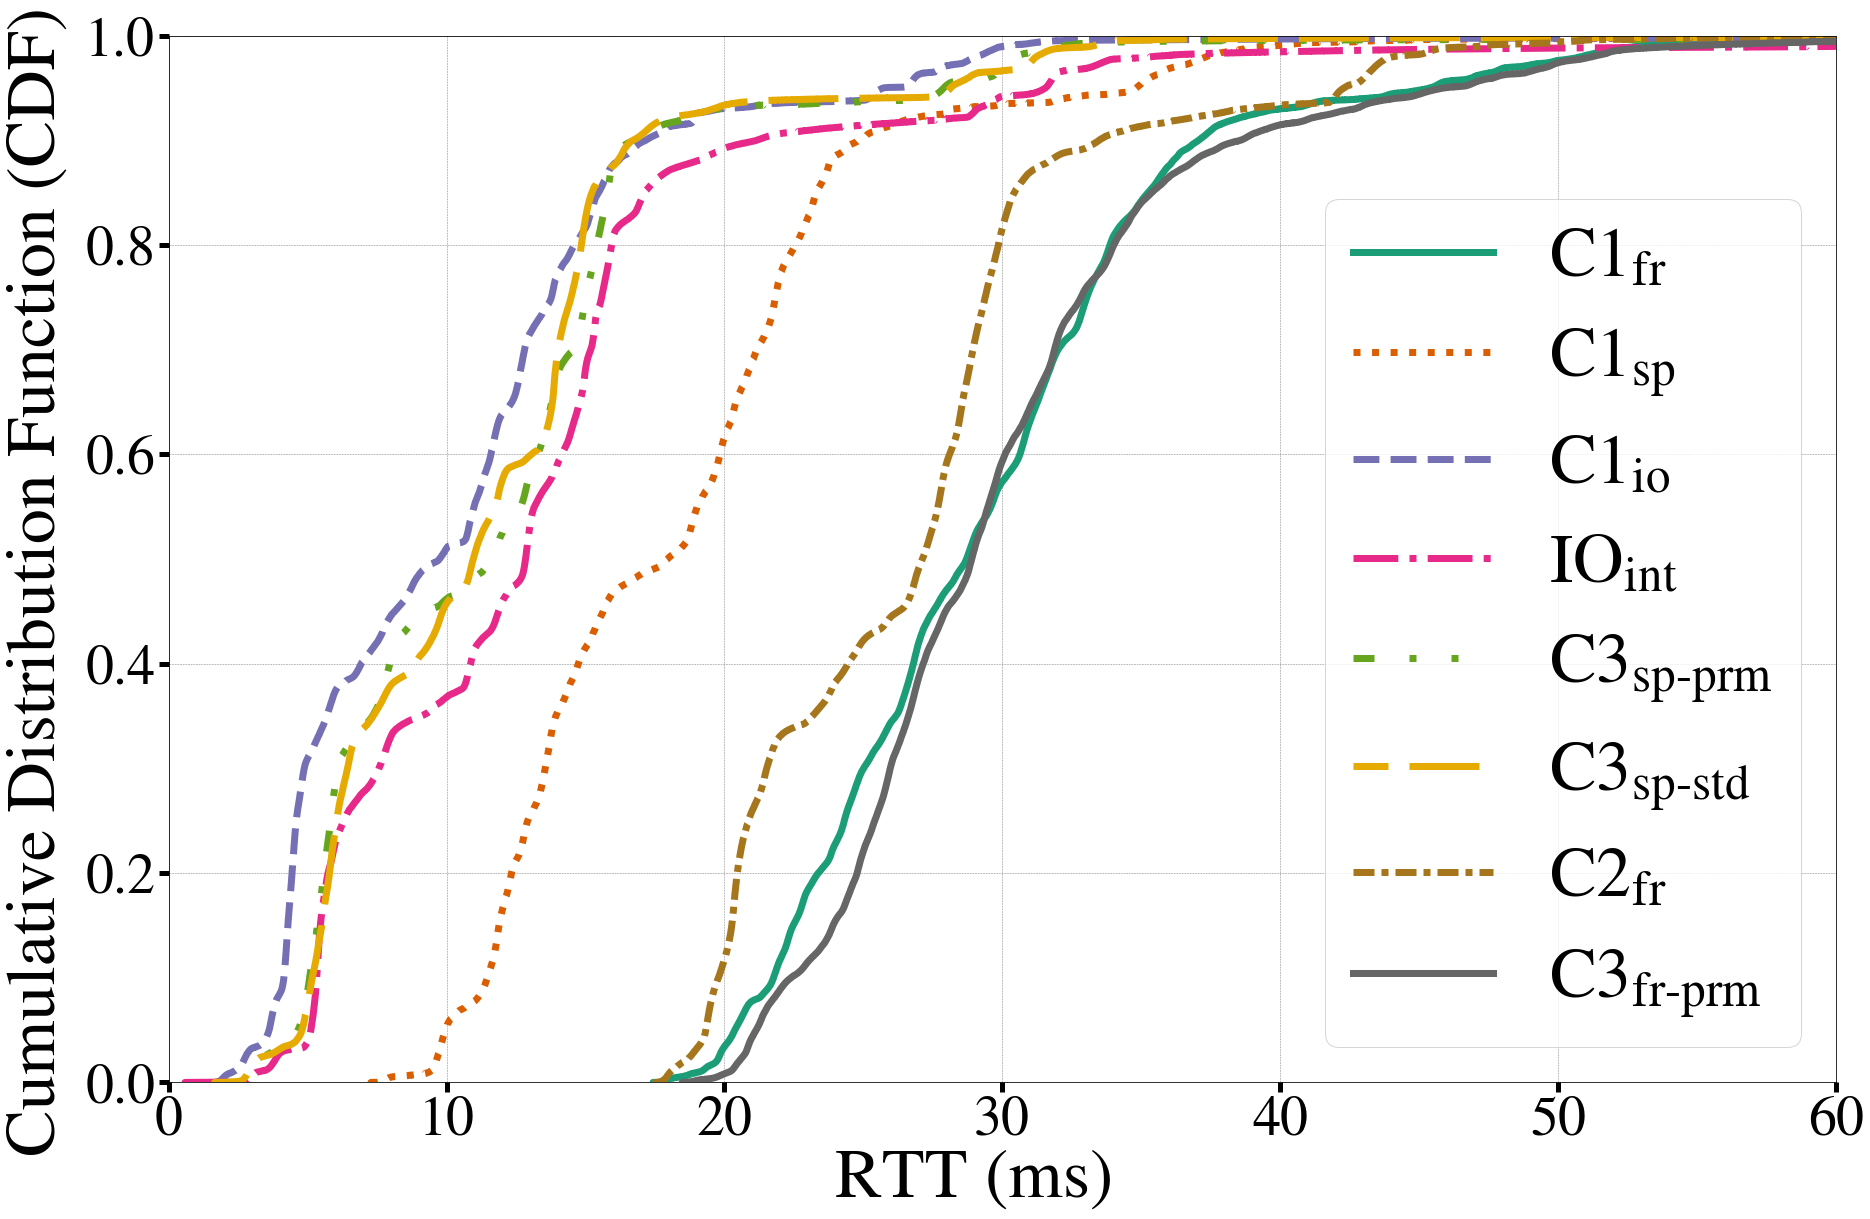 Cumulative Distribution Function (CDF)
1.0
0.8
0.6
0.4
0.2
0.0
0 10 20 30 40 50 60
RTT (ms)
C1fr
C1sp
C1io
IOint
C3sp-prm
C3sp-std
C2fr
C3fr-prm